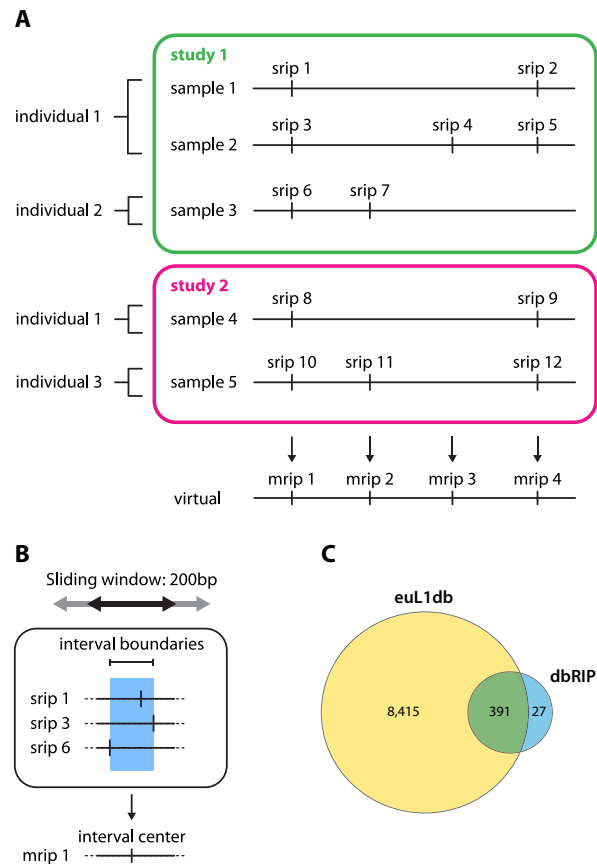 A
study 1
srip 1 srip 2
individual 1 sample 1
srip 3 srip 4 srip 5
sample 2
srip 6 srip 7
individual 2 sample 3
study 2
srip 8 srip 9
individual 1 sample 4
srip 10 srip 11 srip 12
individual 3 sample 5
mrip 1 mrip 2 mrip 3 mrip 4
virtual
B
Sliding window: 200bp
interval boundaries
srip 1
srip 3
srip 6
interval center
mrip 1
C
euL1db
dbRIP
8,415 391 27